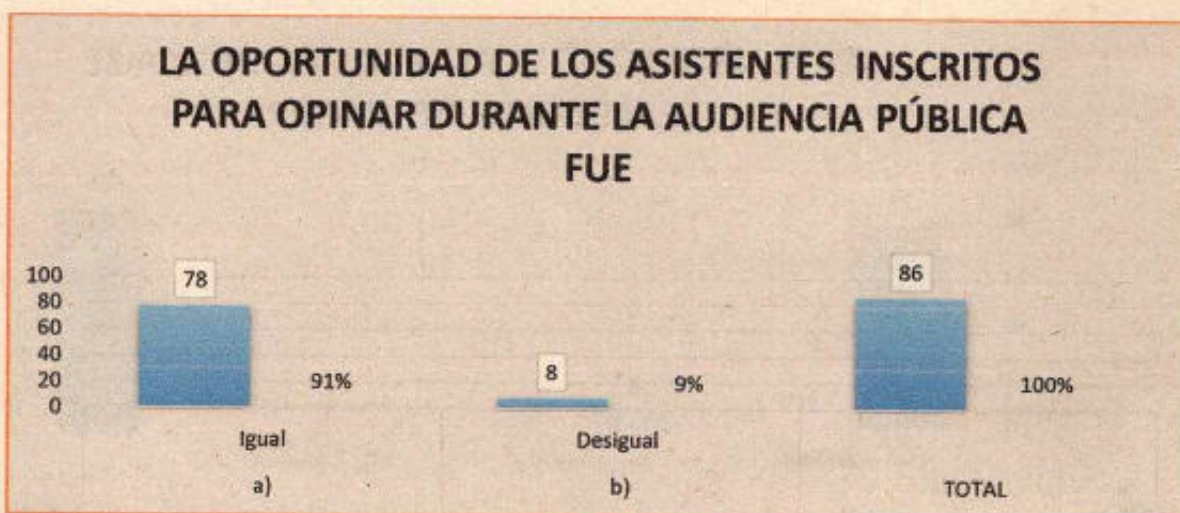 LA OPORTUNIDAD DE LOS ASISTENTES INSCRITOS
PARA OPINAR DURANTE LA AUDIENCIA PÚBLICA
FUE
100
80
60
40
20
0
78
91%
8
9%
86
100%
Igual
Desigual
a)
b)
TOTAL